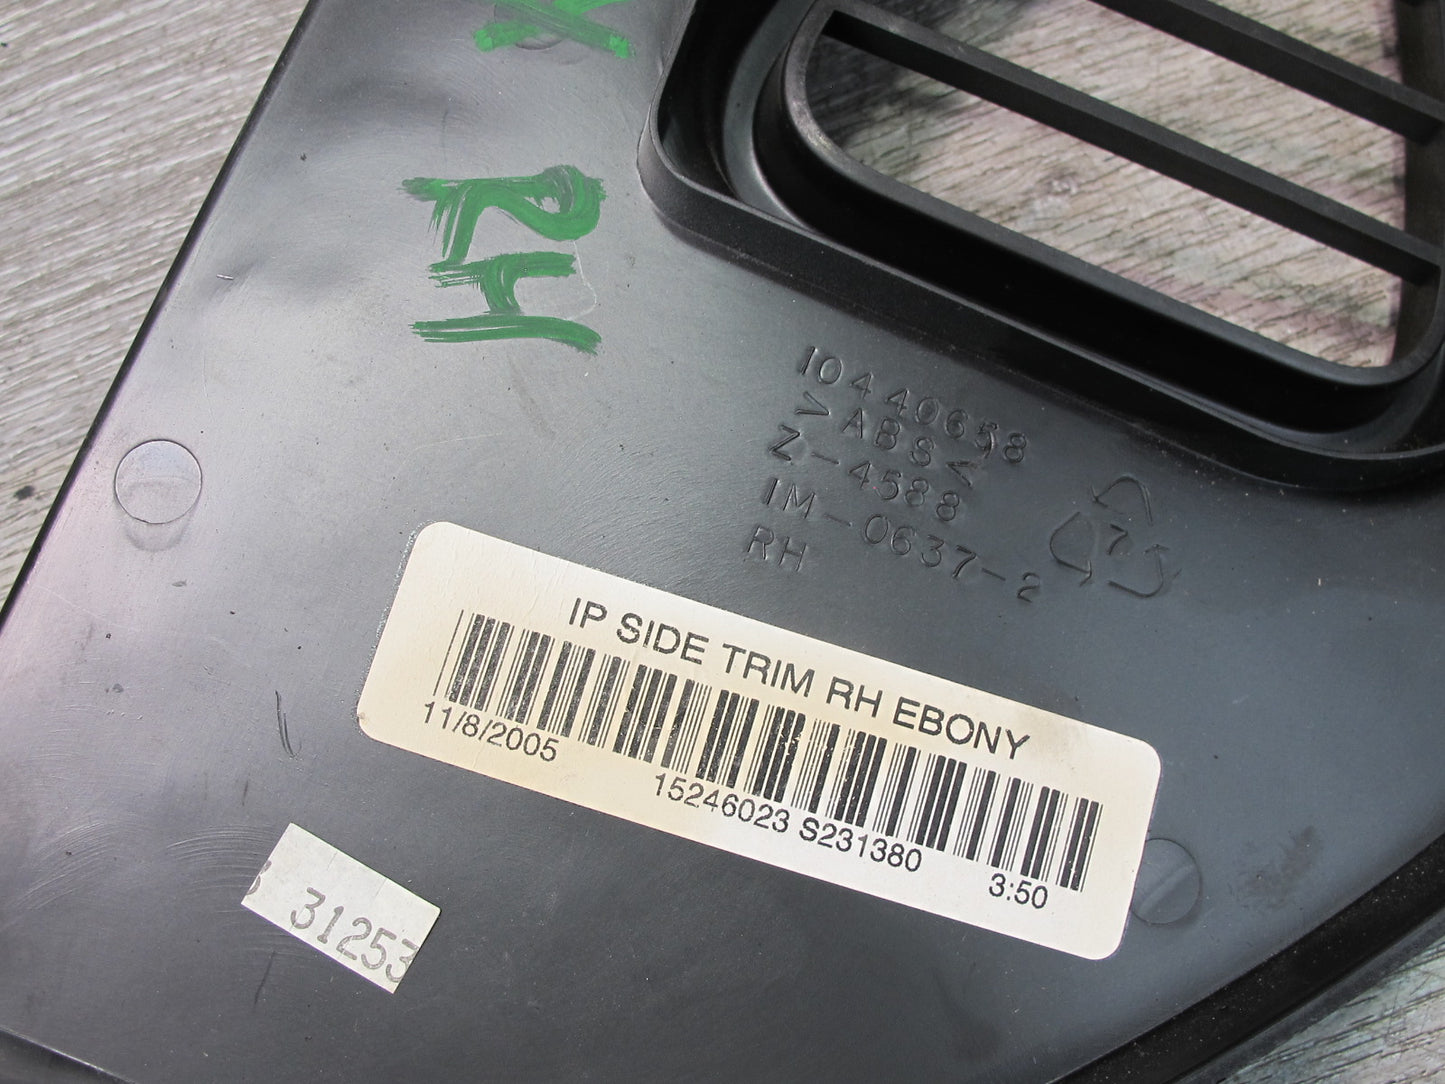 RH
10440658
>ABS<
Z-4588
IM-0637-2
RH
7
IP SIDE TRIM RH EBONY
11/8/2005
15246023 S231380
3:50
31253